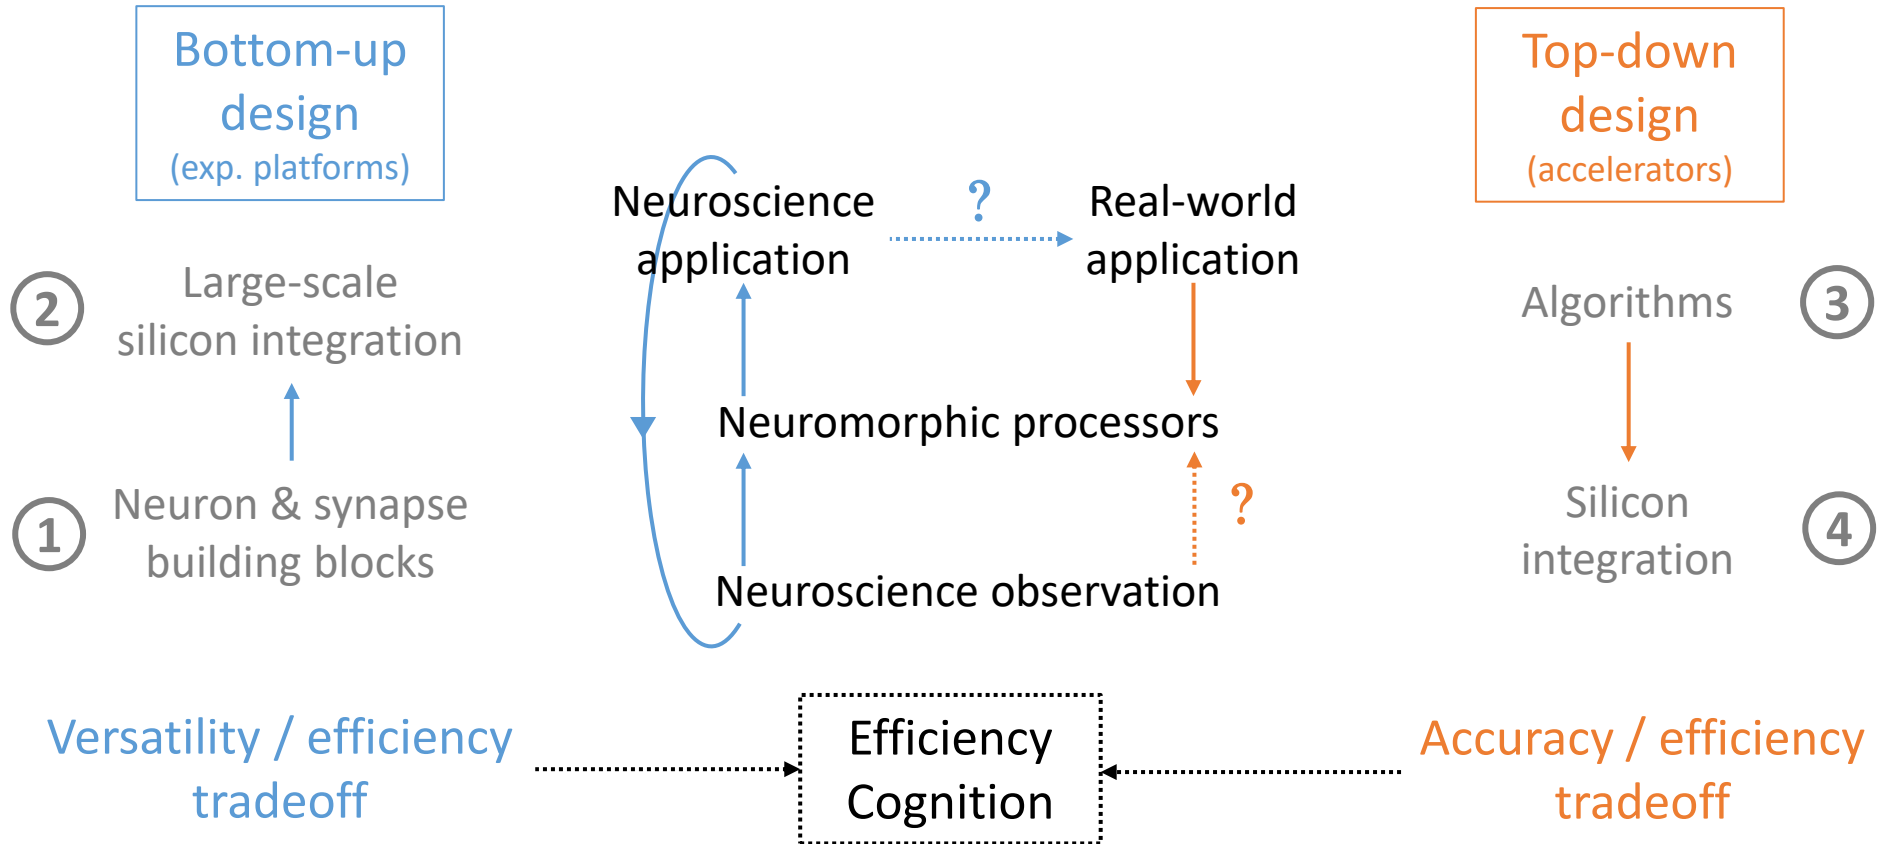 Bottom-up
design
(exp. platforms)
2
Large-scale
silicon integration
1
Neuron & synapse
building blocks
Neuroscience
application
?
Real-world
application
Neuromorphic processors
?
Neuroscience observation
Top-down
design
(accelerators)
Algorithms
3
Silicon
integration
4
Versatility / efficiency
tradeoff
Efficiency
Cognition
Accuracy / efficiency
tradeoff